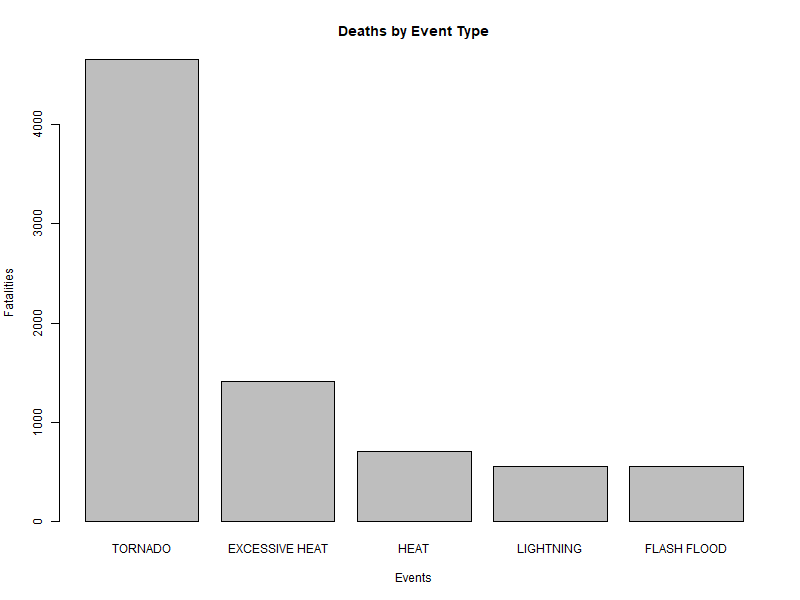 Deaths by Event Type
4000
3000
2000
1000
0
Fatalities
TORNADO EXCESSIVE HEAT HEAT LIGHTNING FLASH FLOOD
Events